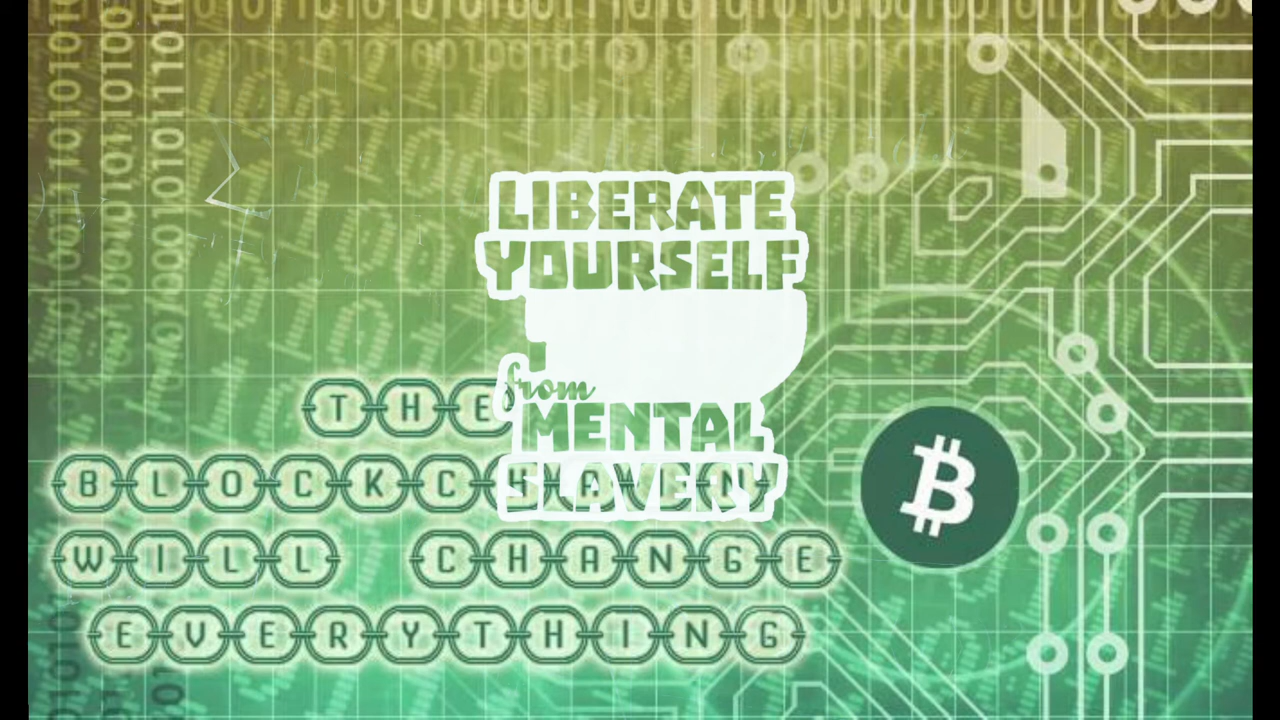 LIBERATE
YOURSELF
from
MENTAL
SLAVERY
THE
BLOCKCHAIN
WILL CHANGE
EVERYTHING